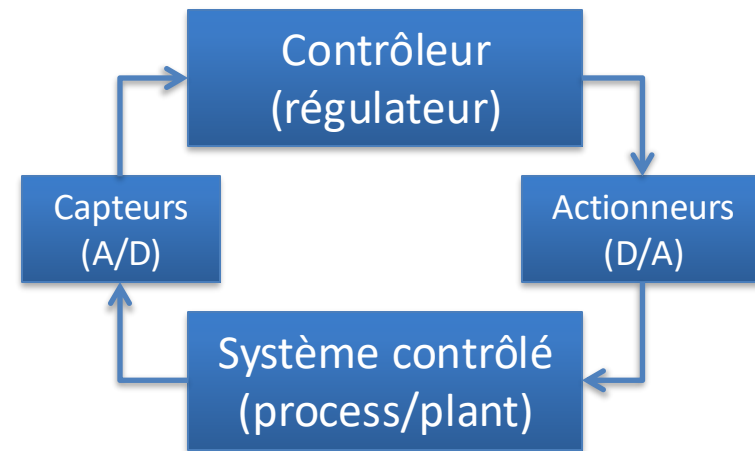 Contrôleur
(régulateur)
Capteurs
(A/D)
Actionneurs
(D/A)
Système contrôlé
(process/plant)